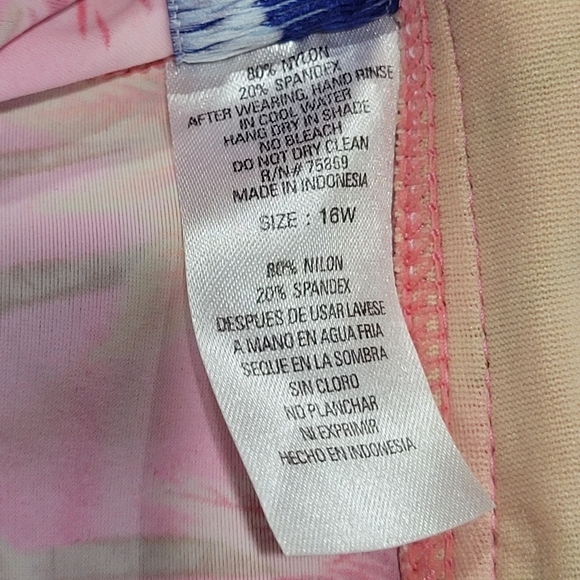 80% NYLON
20% SPANDEX
AFTER WEARING, HAND RINSE
IN COOL WATER
HANG DRY IN SHADE
NO BLEACH
DO NOT DRY CLEAN
R/N# 75869
MADE IN INDONESIA
SIZE : 16W
80% NILON
20% SPANDEX
DESPUES DE USAR LAVESE
A MANO EN AGUA FRIA
SEQUE EN LA SOMBRA
SIN CLORO
NO PLANCHAR
NI EXPRIMIR
HECHO EN INDONESIA